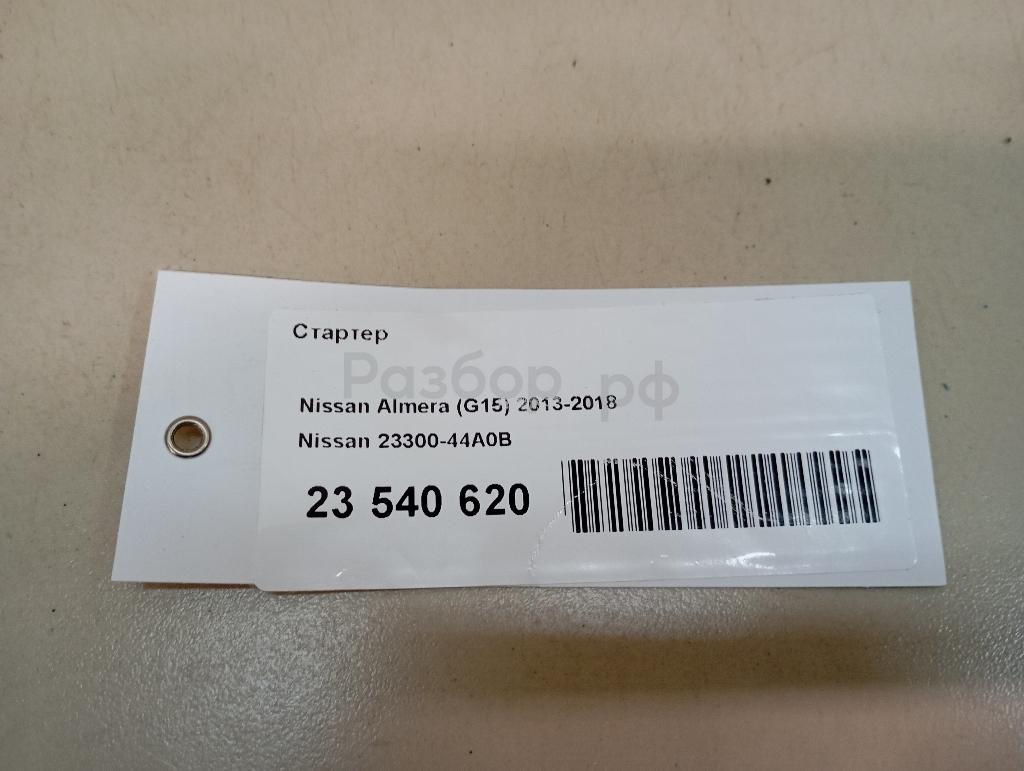 Стартер
Разбор.рф
Nissan Almera (G15) 2013-2018
Nissan 23300-44A0B
23 540 620